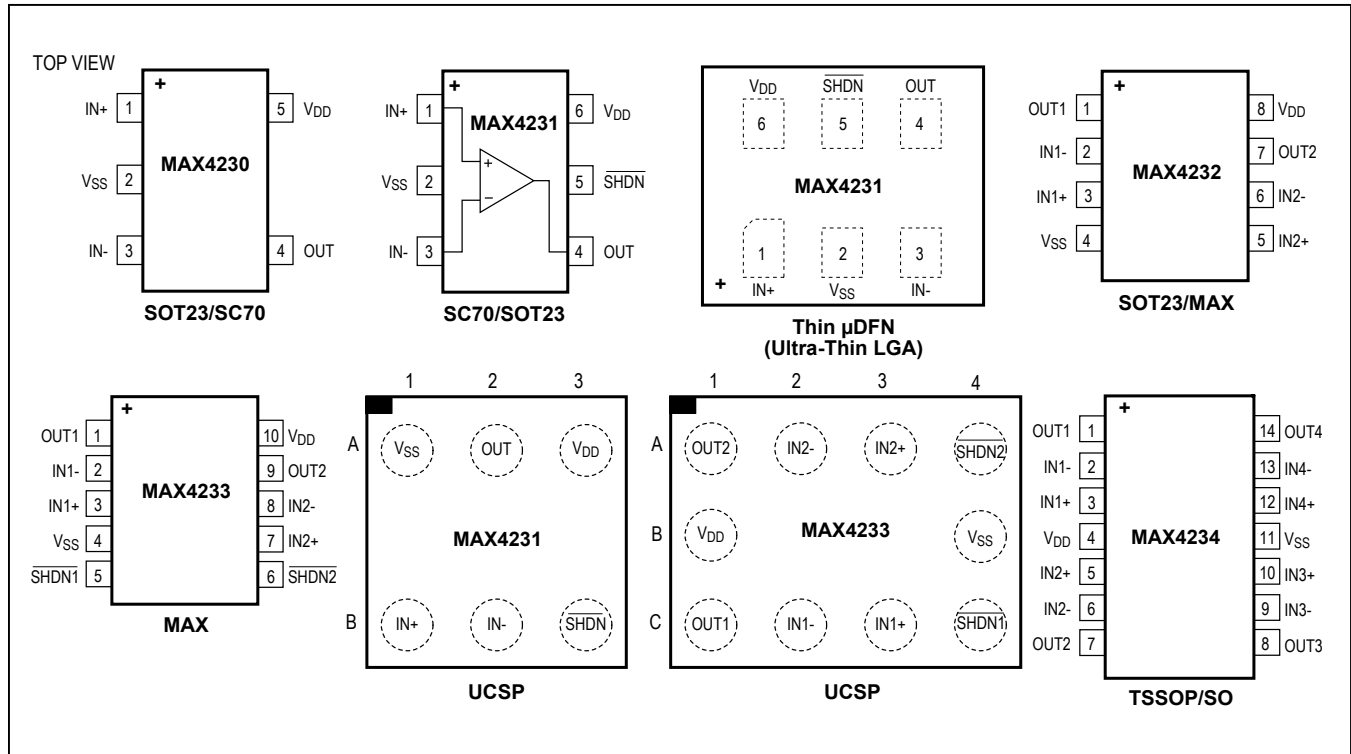 TOP VIEW
+
IN+ 1 5 VDD
MAX4230
VSS 2
IN- 3 4 OUT
SOT23/SC70
+
IN+ 1 6 VDD
MAX4231
+
VSS 2 5 SHDN
−
IN- 3 4 OUT
SC70/SOT23
VDD SHDN OUT
6 5 4
MAX4231
1 2 3
+ IN+ VSS IN-
Thin µDFN
(Ultra-Thin LGA)
+
OUT1 1 8 VDD
IN1- 2 7 OUT2
MAX4232
IN1+ 3 6 IN2-
VSS 4 5 IN2+
SOT23/MAX
+
OUT1 1 10 VDD
IN1- 2 9 OUT2
MAX4233
IN1+ 3 8 IN2-
VSS 4 7 IN2+
SHDN1 5 6 SHDN2
MAX
1 2 3
A VSS OUT VDD
MAX4231
B IN+ IN- SHDN
UCSP
1 2 3 4
A OUT2 IN2- IN2+ SHDN2
B VDD MAX4233 VSS
C OUT1 IN1- IN1+ SHDN1
UCSP
+
OUT1 1 14 OUT4
IN1- 2 13 IN4-
IN1+ 3 12 IN4+
VDD 4 MAX4234 11 VSS
IN2+ 5 10 IN3+
IN2- 6 9 IN3-
OUT2 7 8 OUT3
TSSOP/SO